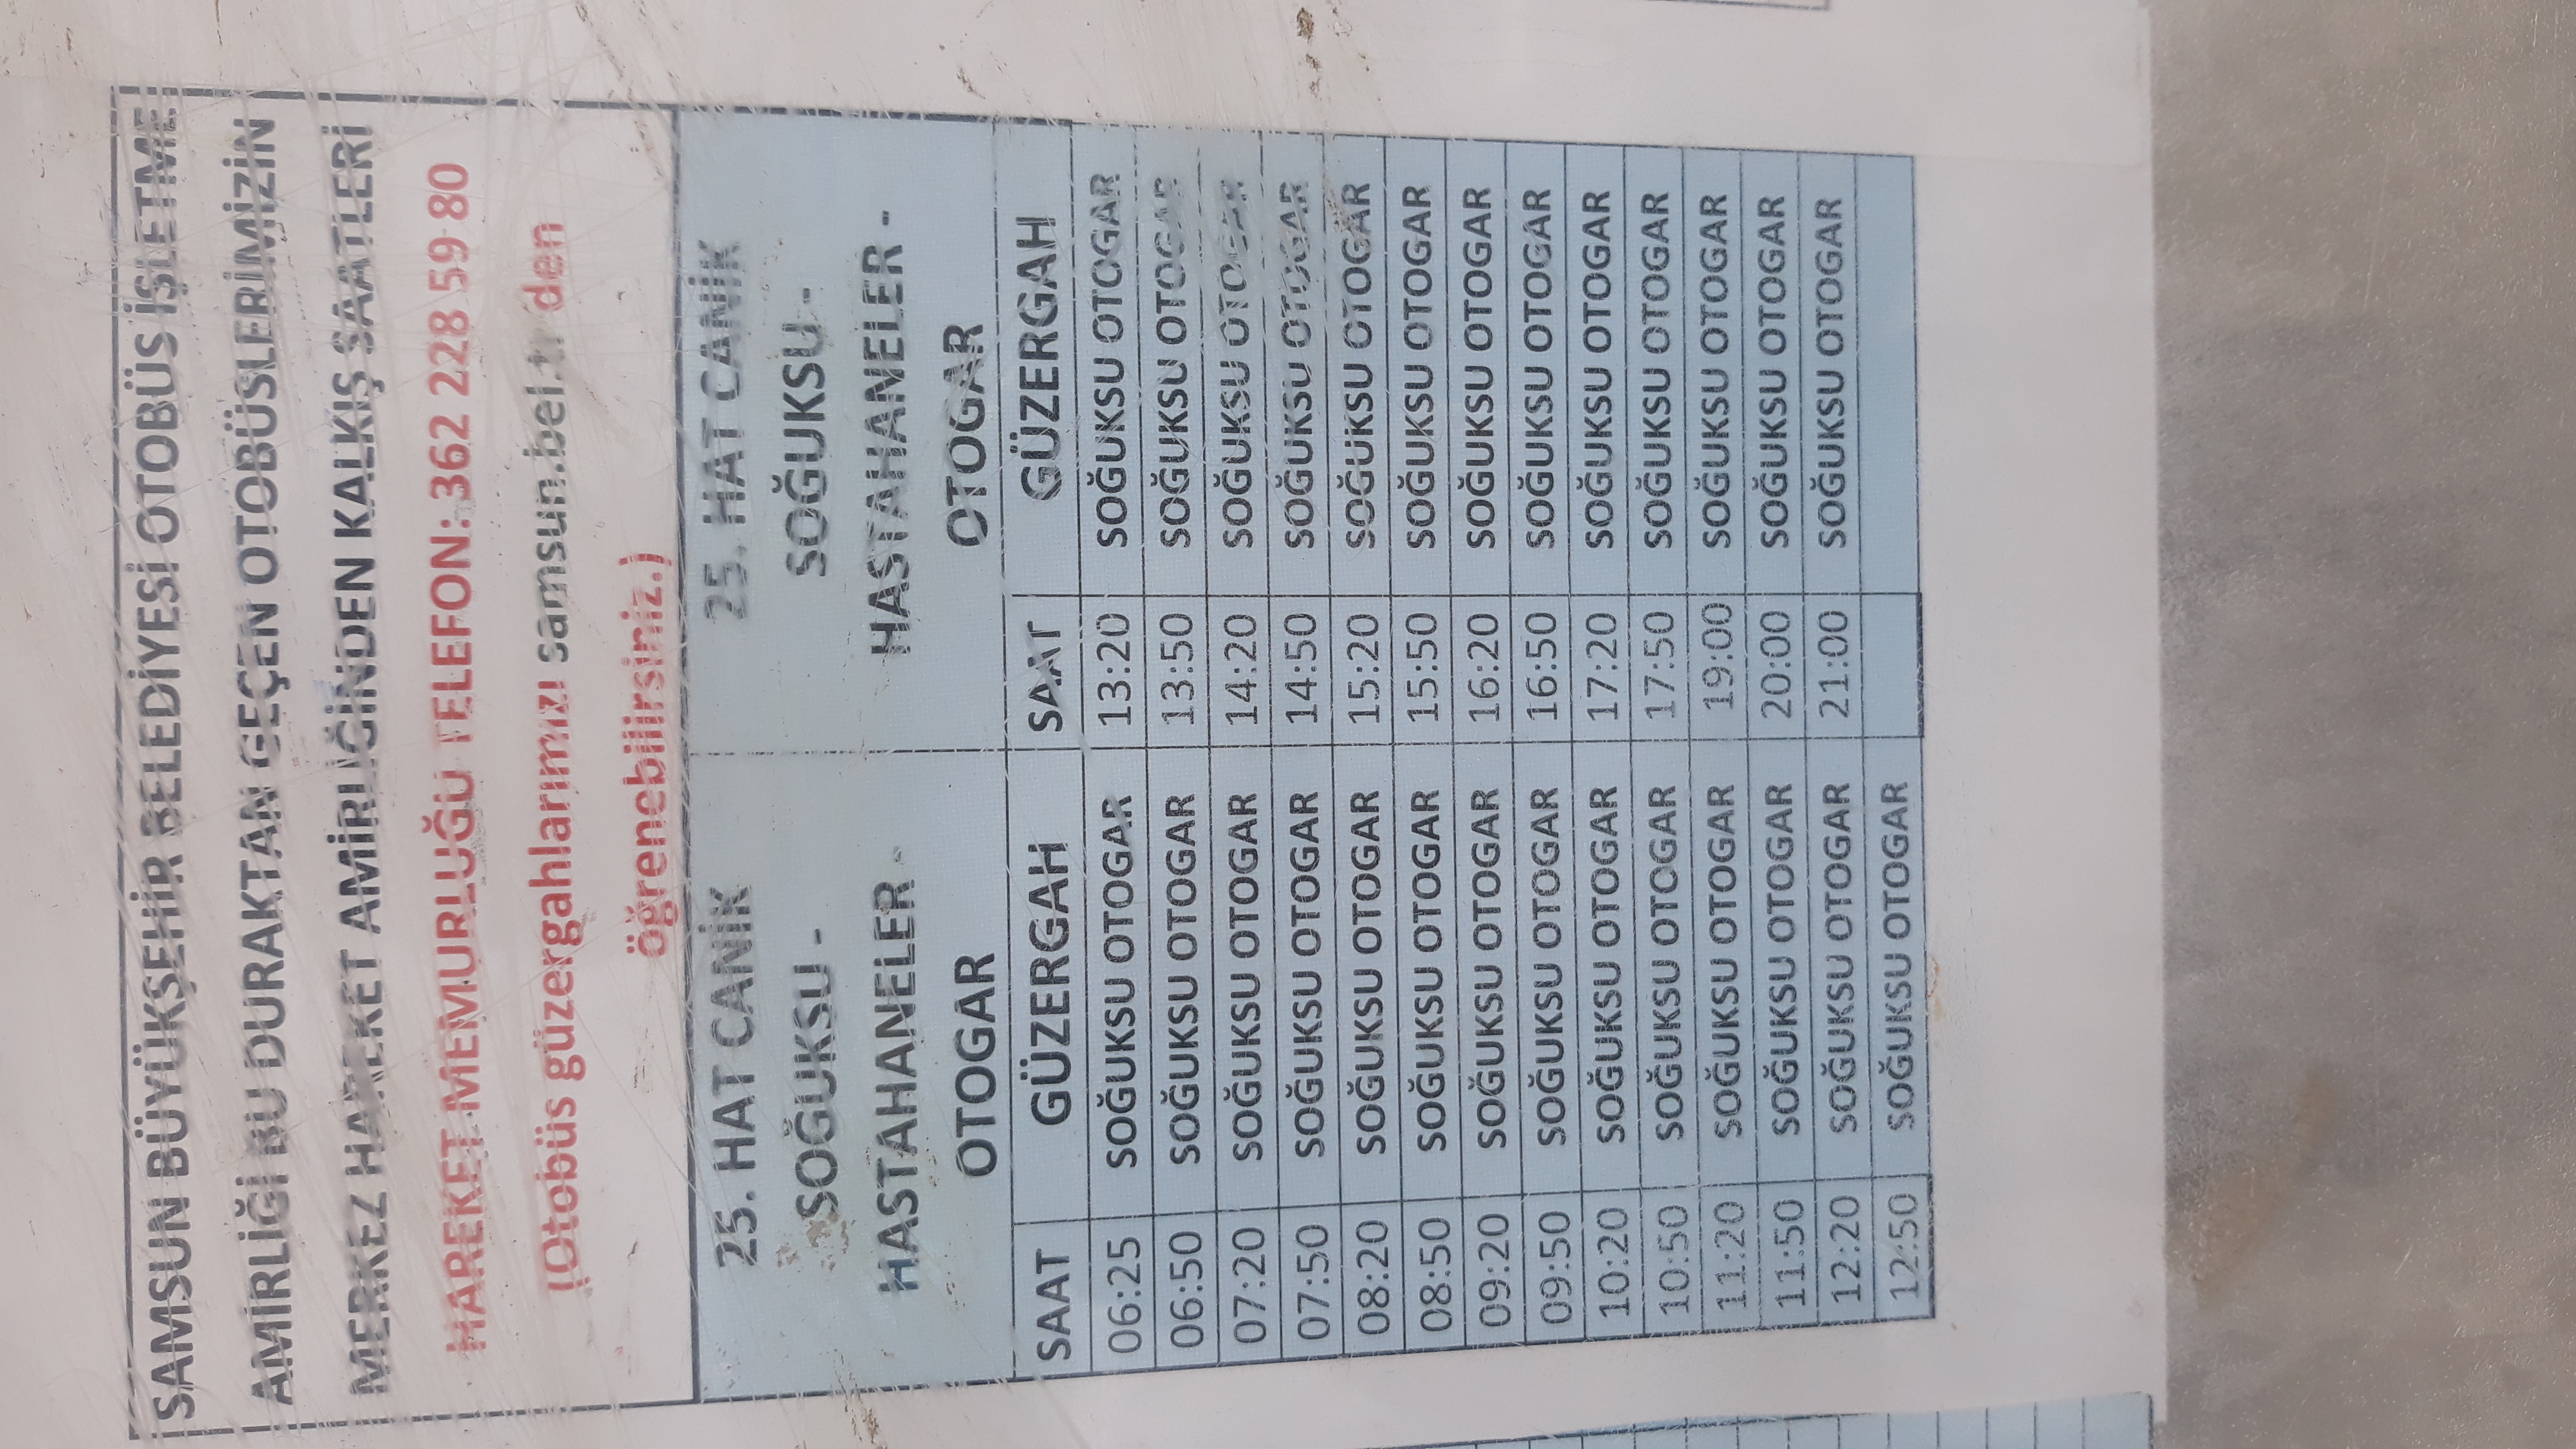 SAMSUN BÜYÜKŞEHİR BELEDİYESİ OTOBÜS İŞLETME
AMİRLİĞİ BU DURAKTAN GEÇEN OTOBÜSLERİMİZİN
MERKEZ HAREKET AMİRLİĞİNDEN KALKIŞ SAATLERİ
HAREKET MEMURLUĞU TELEFON: 362 228 59 80
(Otobüs güzergahlarımızı samsun.bel.tr'den
öğrenebilirsiniz.)
25. HAT CANİK
SOĞUKSU -
HASTAHANELER -
OTOGAR
25. HAT CANİK
SOĞUKSU -
HASTAHANELER -
OTOGAR
SAAT GÜZERGAH SAAT GÜZERGAH
06:25 SOĞUKSU OTOGAR 13:20 SOĞUKSU OTOGAR
06:50 SOĞUKSU OTOGAR 13:50 SOĞUKSU OTOGAR
07:20 SOĞUKSU OTOGAR 14:20 SOĞUKSU OTOGAR
07:50 SOĞUKSU OTOGAR 14:50 SOĞUKSU OTOGAR
08:20 SOĞUKSU OTOGAR 15:20 SOĞUKSU OTOGAR
08:50 SOĞUKSU OTOGAR 15:50 SOĞUKSU OTOGAR
09:20 SOĞUKSU OTOGAR 16:20 SOĞUKSU OTOGAR
09:50 SOĞUKSU OTOGAR 16:50 SOĞUKSU OTOGAR
10:20 SOĞUKSU OTOGAR 17:20 SOĞUKSU OTOGAR
10:50 SOĞUKSU OTOGAR 17:50 SOĞUKSU OTOGAR
11:20 SOĞUKSU OTOGAR 19:00 SOĞUKSU OTOGAR
11:50 SOĞUKSU OTOGAR 20:00 SOĞUKSU OTOGAR
12:20 SOĞUKSU OTOGAR 21:00 SOĞUKSU OTOGAR
12:50 SOĞUKSU OTOGAR